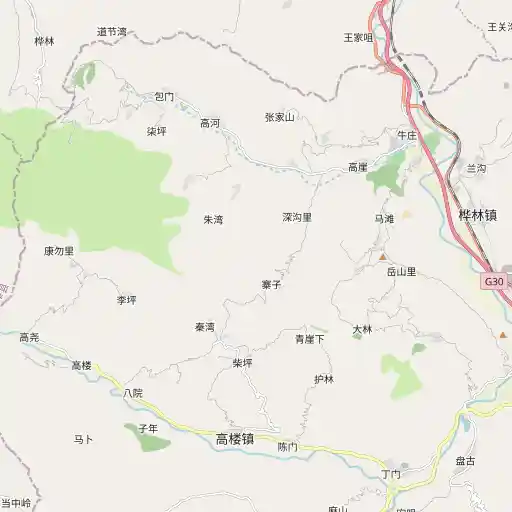 王关沟
道节湾
王家咀
桦林
包门
张家山
高河
柒坪
牛庄
高崖
兰沟
朱湾
深沟里
马滩
桦林镇
康勿里
岳山里
G30
寨子
李坪
秦湾
大林
高尧
青崖下
柴坪
高楼
护林
八院
子年
高楼镇
马卜
陈门
盘古
丁门
当中岭